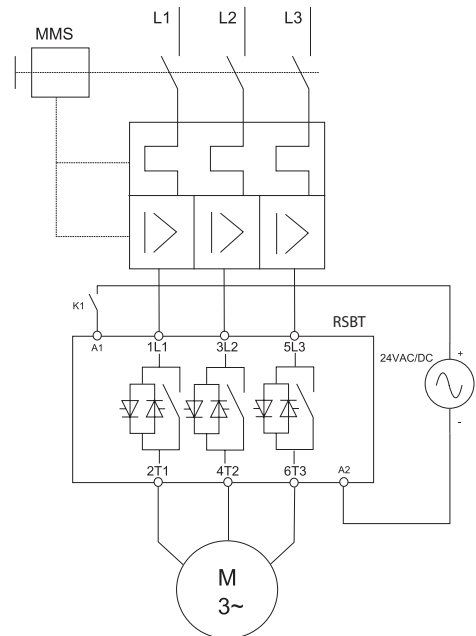 L1 L2 L3
MMS
K1
RSBT
A1 1L1 3L2 5L3
24VAC/DC
+
-
2T1 4T2 6T3 A2
M
3~